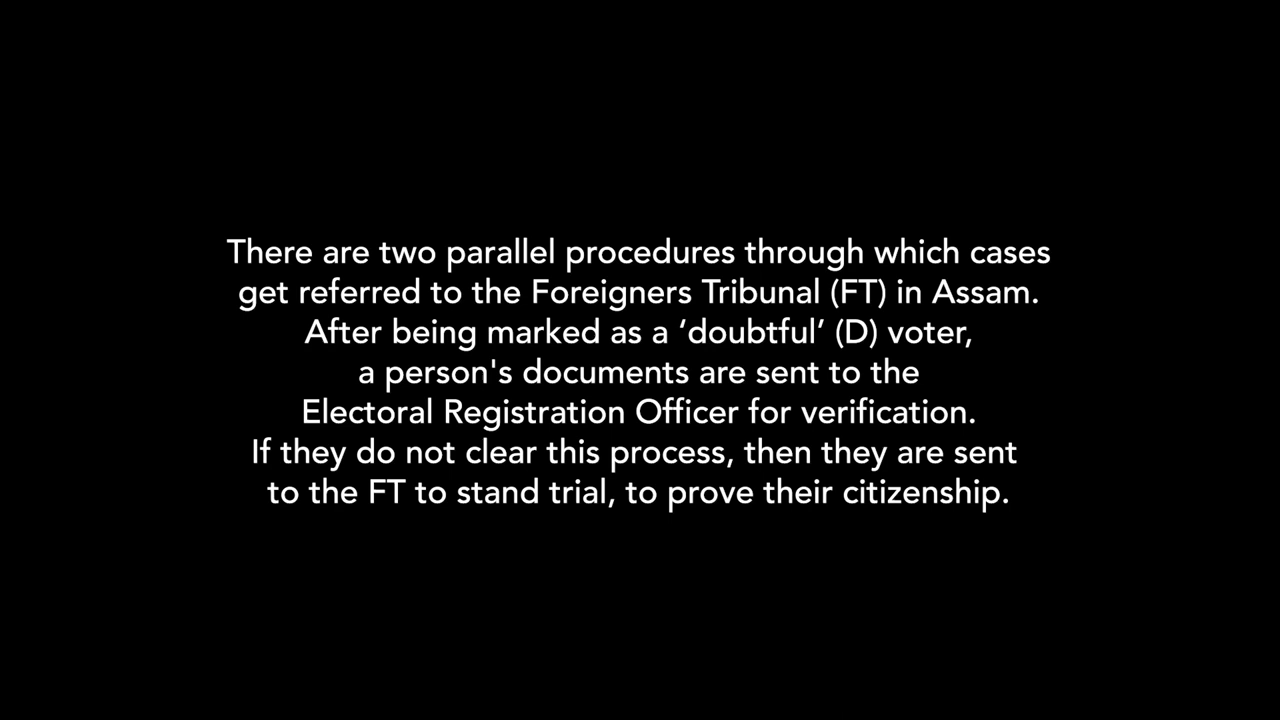 There are two parallel procedures through which cases
get referred to the Foreigners Tribunal (FT) in Assam.
After being marked as a ‘doubtful’ (D) voter,
a person's documents are sent to the
Electoral Registration Officer for verification.
If they do not clear this process, then they are sent
to the FT to stand trial, to prove their citizenship.